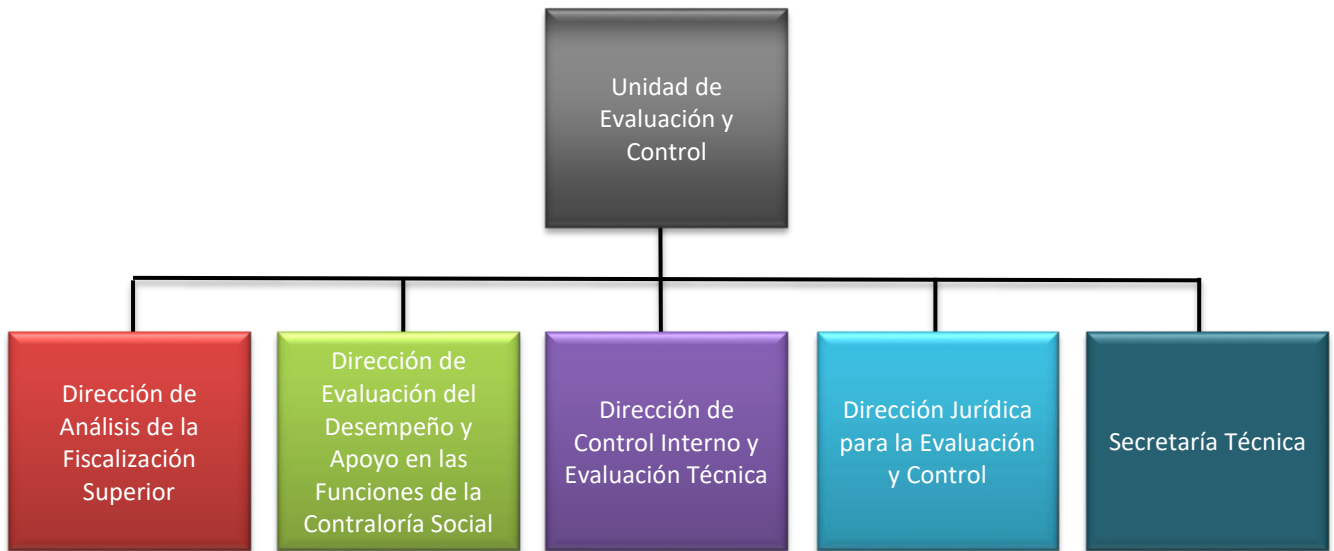 Unidad de
Evaluación y
Control
Dirección de
Análisis de la
Fiscalización
Superior
Dirección de
Evaluación del
Desempeño y
Apoyo en las
Funciones de la
Contraloría Social
Dirección de
Control Interno y
Evaluación Técnica
Dirección Jurídica
para la Evaluación
y Control
Secretaría Técnica